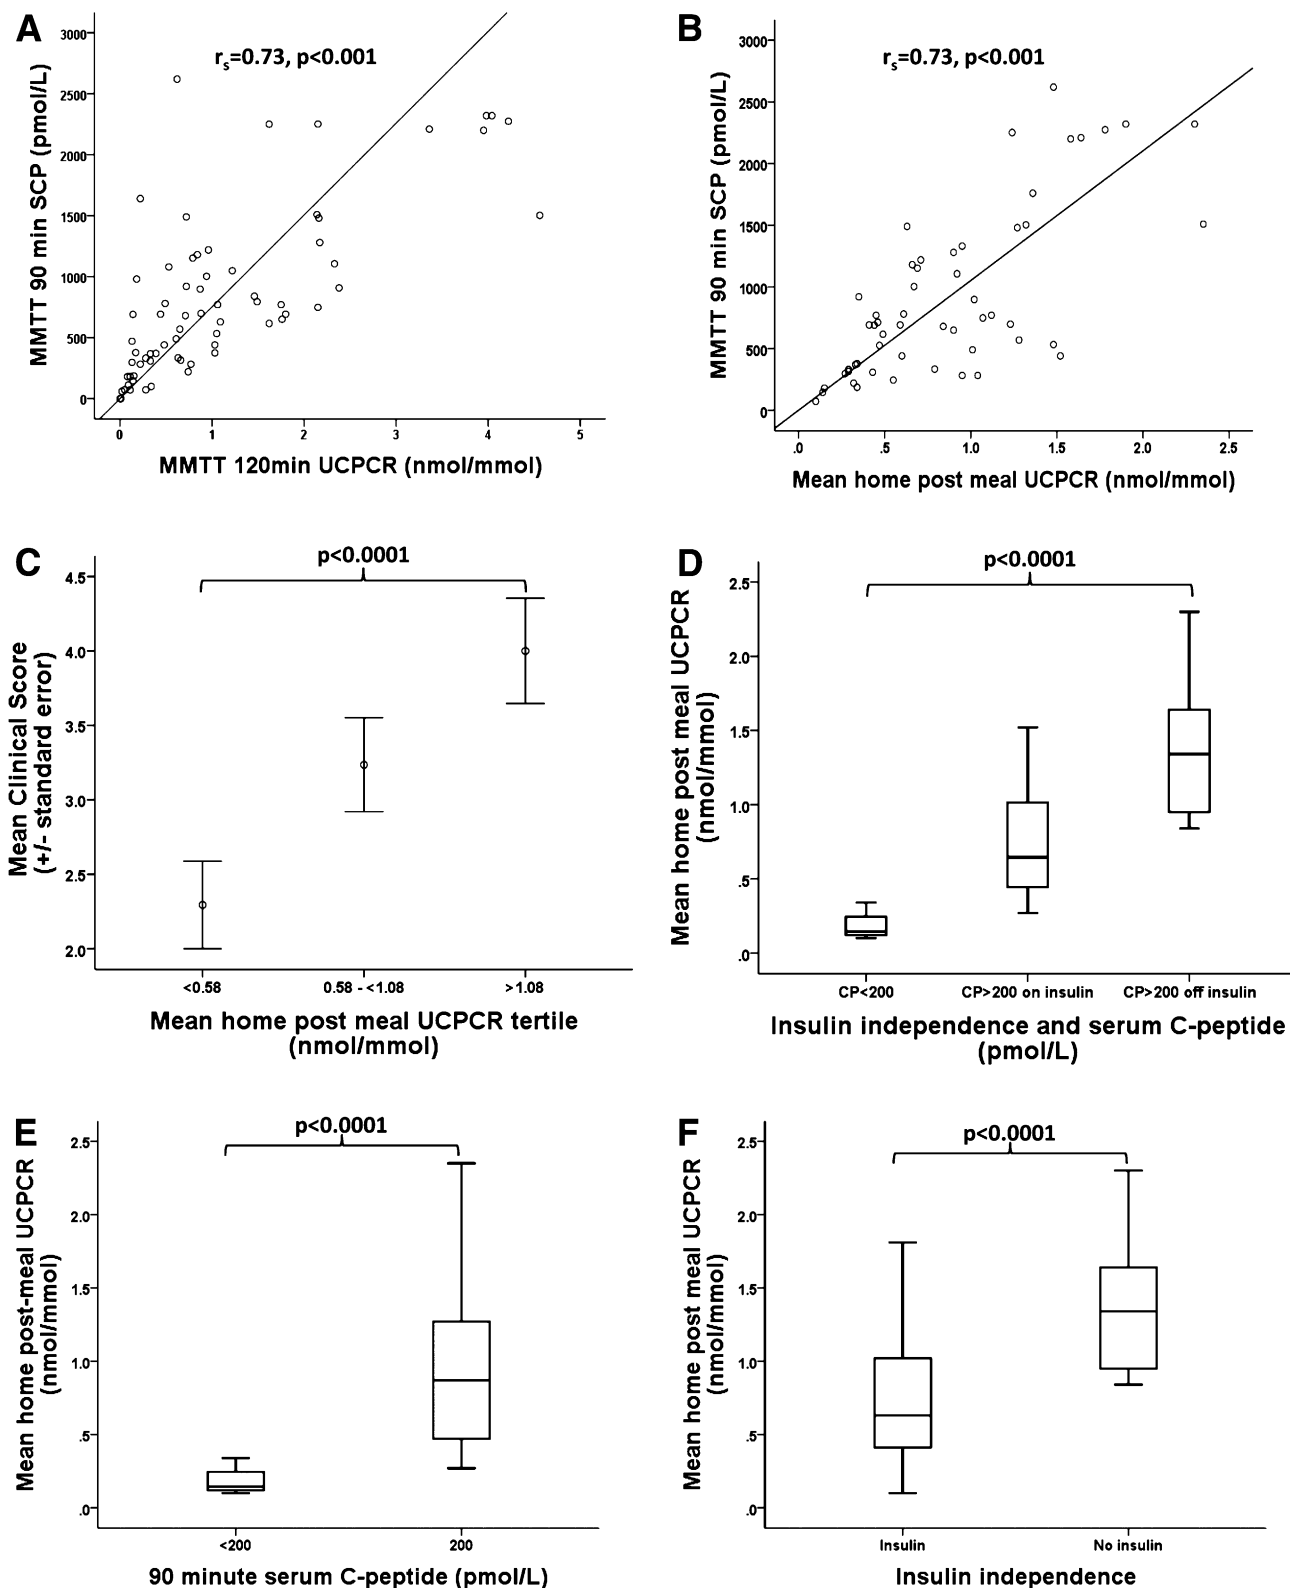 A
r_s=0.73, p<0.001
MMTT 90 min SCP (pmol/L)
3000
2500
2000
1500
1000
500
0
0 1 2 3 4 5
MMTT 120min UCPCR (nmol/mmol)
B
r_s=0.73, p<0.001
MMTT 90 min SCP (pmol/L)
3000
2500
2000
1500
1000
500
0
.0 .5 1.0 1.5 2.0 2.5
Mean home post meal UCPCR (nmol/mmol)
C
p<0.0001
Mean Clinical Score
(+/- standard error)
4.5
4.0
3.5
3.0
2.5
2.0
<0.58 0.58 - <1.08 >1.08
Mean home post meal UCPCR tertile
(nmol/mmol)
D
p<0.0001
Mean home post meal UCPCR
(nmol/mmol)
2.5
2.0
1.5
1.0
.5
.0
CP<200 CP>200 on insulin CP>200 off insulin
Insulin independence and serum C-peptide
(pmol/L)
E
p<0.0001
Mean home post-meal UCPCR
(nmol/mmol)
2.5
2.0
1.5
1.0
.5
.0
<200 200
90 minute serum C-peptide (pmol/L)
F
p<0.0001
Mean home post meal UCPCR
(nmol/mmol)
2.5
2.0
1.5
1.0
.5
.0
Insulin No insulin
Insulin independence